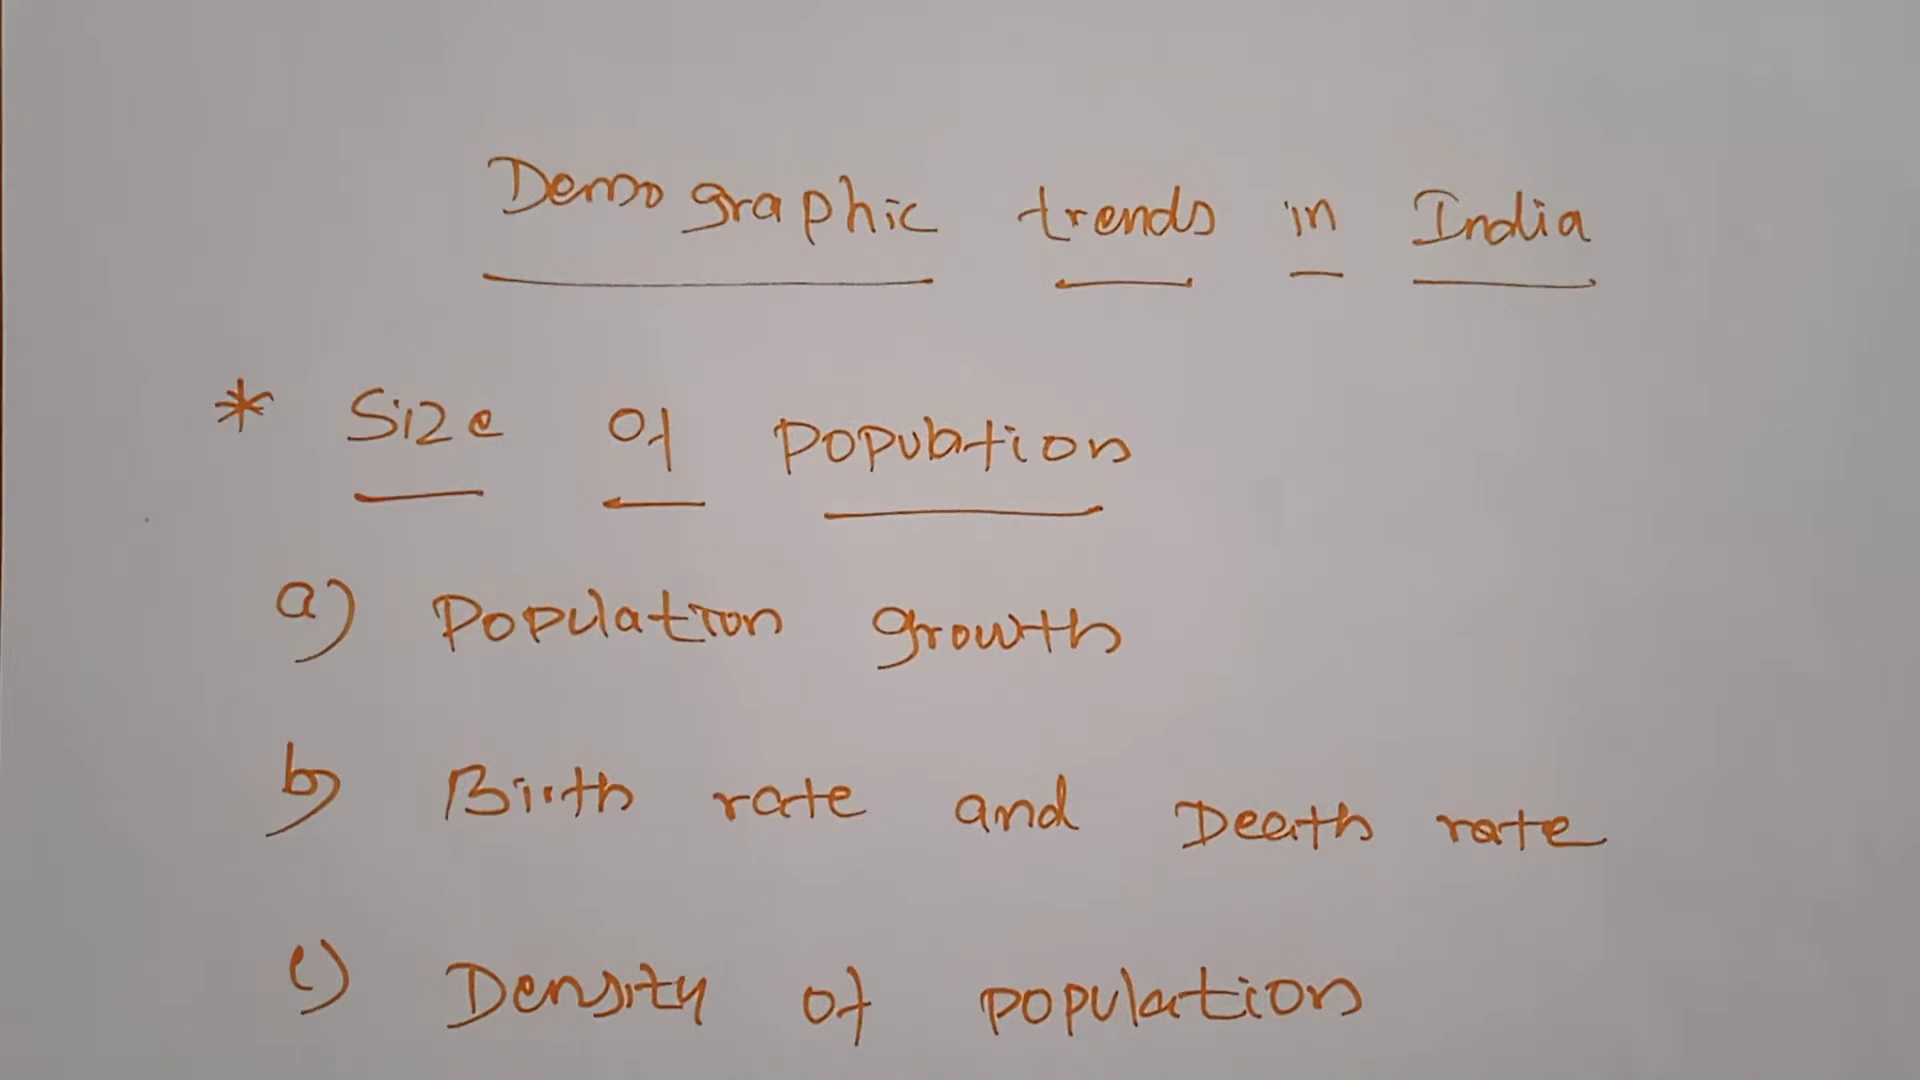 Demographic trends in India
* Size of population
a) Population growth
b) Birth rate and Death rate
c) Density of population